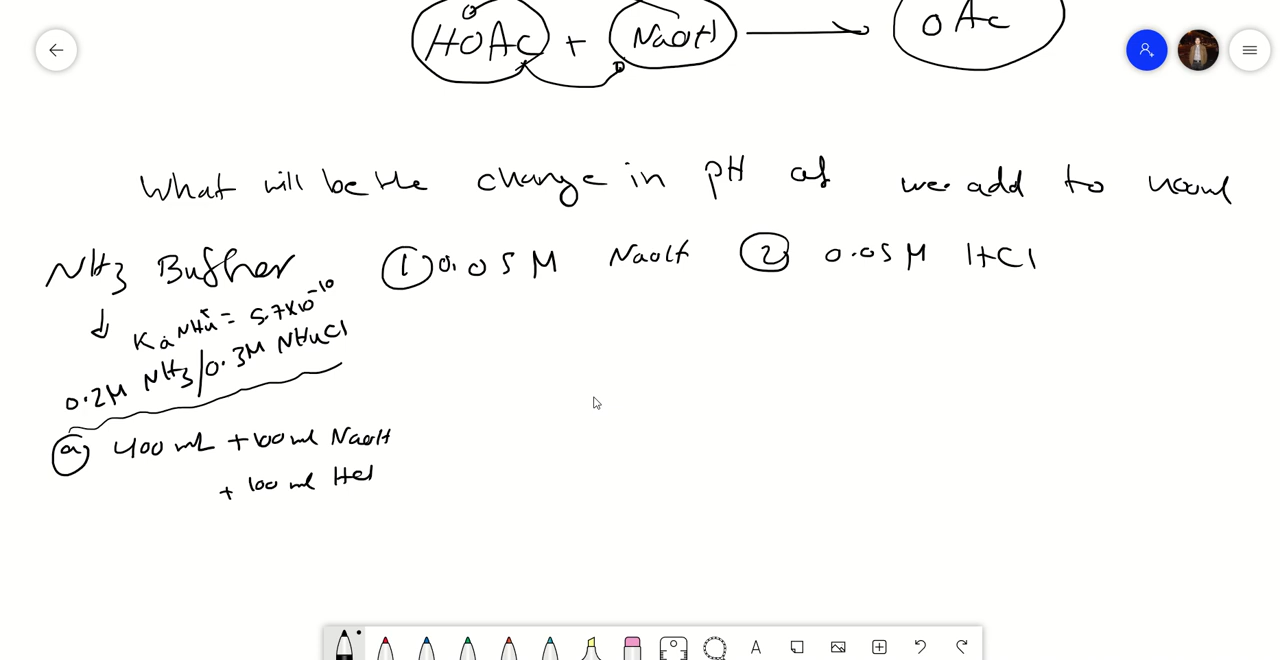 HOAc + NaOH → OAc
What will be the change in pH of we add to 400ml
NH3 Buffer ① 0.05 M NaOH ② 0.05M HCl
Ka NH4+ = 5.7X10-10
0.2M NH3/0.3M NH4Cl
ⓐ 400 mL + 100 ml NaOH
+ 100 ml HCl
A